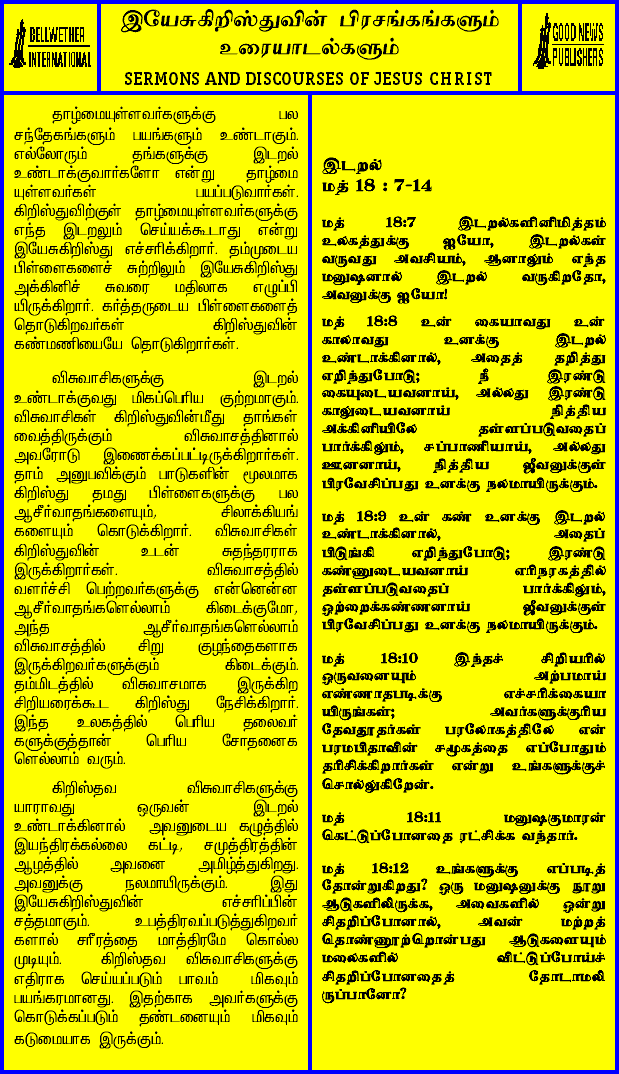 BELLWETHER
INTERNATIONAL
இயேசுகிறிஸ்துவின் பிரசங்கங்களும்
உரையாடல்களும்
SERMONS AND DISCOURSES OF JESUS CHRIST
GOOD NEWS
PUBLISHERS
தாழ்மையுள்ளவர்களுக்கு பல
சந்தேகங்களும் பயங்களும் உண்டாகும்.
எல்லோரும் தங்களுக்கு இடறல்
உண்டாக்குவார்களோ என்று தாழ்மை
யுள்ளவர்கள் பயப்படுவார்கள்.
கிறிஸ்துவிற்குள் தாழ்மையுள்ளவர்களுக்கு
எந்த இடறலும் செய்யக்கூடாது என்று
இயேசுகிறிஸ்து எச்சரிக்கிறார். தம்முடைய
பிள்ளைகளைச் சுற்றிலும் இயேசுகிறிஸ்து
அக்கினிச் சுவரை மதிலாக எழுப்பி
யிருக்கிறார். கர்த்தருடைய பிள்ளைகளைத்
தொடுகிறவர்கள் கிறிஸ்துவின்
கண்மணியையே தொடுகிறார்கள்.
விசுவாசிகளுக்கு இடறல்
உண்டாக்குவது மிகப்பெரிய குற்றமாகும்.
விசுவாசிகள் கிறிஸ்துவின்மீது தாங்கள்
வைத்திருக்கும் விசுவாசத்தினால்
அவரோடு இணைக்கப்பட்டிருக்கிறார்கள்.
தாம் அனுபவிக்கும் பாடுகளின் மூலமாக
கிறிஸ்து தமது பிள்ளைகளுக்கு பல
ஆசீர்வாதங்களையும், சிலாக்கியங்
களையும் கொடுக்கிறார். விசுவாசிகள்
கிறிஸ்துவின் உடன் சுதந்தரராக
இருக்கிறார்கள். விசுவாசத்தில்
வளர்ச்சி பெற்றவர்களுக்கு என்னென்ன
ஆசீர்வாதங்களெல்லாம் கிடைக்குமோ,
அந்த ஆசீர்வாதங்களெல்லாம்
விசுவாசத்தில் சிறு குழந்தைகளாக
இருக்கிறவர்களுக்கும் கிடைக்கும்.
தம்மிடத்தில் விசுவாசமாக இருக்கிற
சிறியரைக்கூட கிறிஸ்து நேசிக்கிறார்.
இந்த உலகத்தில் பெரிய தலைவர்
களுக்குத்தான் பெரிய சோதனைக
ளெல்லாம் வரும்.
கிறிஸ்தவ விசுவாசிகளுக்கு
யாராவது ஒருவன் இடறல்
உண்டாக்கினால் அவனுடைய கழுத்தில்
இயந்திரக்கல்லை கட்டி, சமுத்திரத்தின்
ஆழத்தில் அவனை அமிழ்த்துகிறது.
அவனுக்கு நலமாயிருக்கும். இது
இயேசுகிறிஸ்துவின் எச்சரிப்பின்
சத்தமாகும். உபத்திரவப்படுத்துகிறவர்
களால் சரீரத்தை மாத்திரமே கொல்ல
முடியும். கிறிஸ்தவ விசுவாசிகளுக்கு
எதிராக செய்யப்படும் பாவம் மிகவும்
பயங்கரமானது. இதற்காக அவர்களுக்கு
கொடுக்கப்படும் தண்டனையும் மிகவும்
கடுமையாக இருக்கும்.
இடறல்
மத் 18 : 7-14
மத் 18:7 இடறல்களினிமித்தம்
உலகத்துக்கு ஐயோ, இடறல்கள்
வருவது அவசியம், ஆனாலும் எந்த
மனுஷனால் இடறல் வருகிறதோ,
அவனுக்கு ஐயோ!
மத் 18:8 உன் கையாவது உன்
காலாவது உனக்கு இடறல்
உண்டாக்கினால், அதைத் தறித்து
எறிந்துபோடு; நீ இரண்டு
கையுடையவனாய், அல்லது இரண்டு
காலுடையவனாய் நித்திய
அக்கினியிலே தள்ளப்படுவதைப்
பார்க்கிலும், சப்பாணியாய், அல்லது
ஊனனாய், நித்திய ஜீவனுக்குள்
பிரவேசிப்பது உனக்கு நலமாயிருக்கும்.
மத் 18:9 உன் கண் உனக்கு இடறல்
உண்டாக்கினால், அதைப்
பிடுங்கி எறிந்துபோடு; இரண்டு
கண்ணுடையவனாய் எரிநரகத்தில்
தள்ளப்படுவதைப் பார்க்கிலும்,
ஒற்றைக்கண்ணனாய் ஜீவனுக்குள்
பிரவேசிப்பது உனக்கு நலமாயிருக்கும்.
மத் 18:10 இந்தச் சிறியரில்
ஒருவனையும் அற்பமாய்
எண்ணாதபடிக்கு எச்சரிக்கையா
யிருங்கள்; அவர்களுக்குரிய
தேவதூதர்கள் பரலோகத்திலே என்
பரமபிதாவின் சமுகத்தை எப்போதும்
தரிசிக்கிறார்கள் என்று உங்களுக்குச்
சொல்லுகிறேன்.
மத் 18:11 மனுஷகுமாரன்
கெட்டுப்போனதை ரட்சிக்க வந்தார்.
மத் 18:12 உங்களுக்கு எப்படித்
தோன்றுகிறது? ஒரு மனுஷனுக்கு நூறு
ஆடுகளிலிருக்க, அவைகளில் ஒன்று
சிதறிப்போனால், அவன் மற்றத்
தொண்ணூற்றொன்பது ஆடுகளையும்
மலைகளில் விட்டுப்போய்ச்
சிதறிப்போனதைத் தோடாமலி
ருப்பானோ?